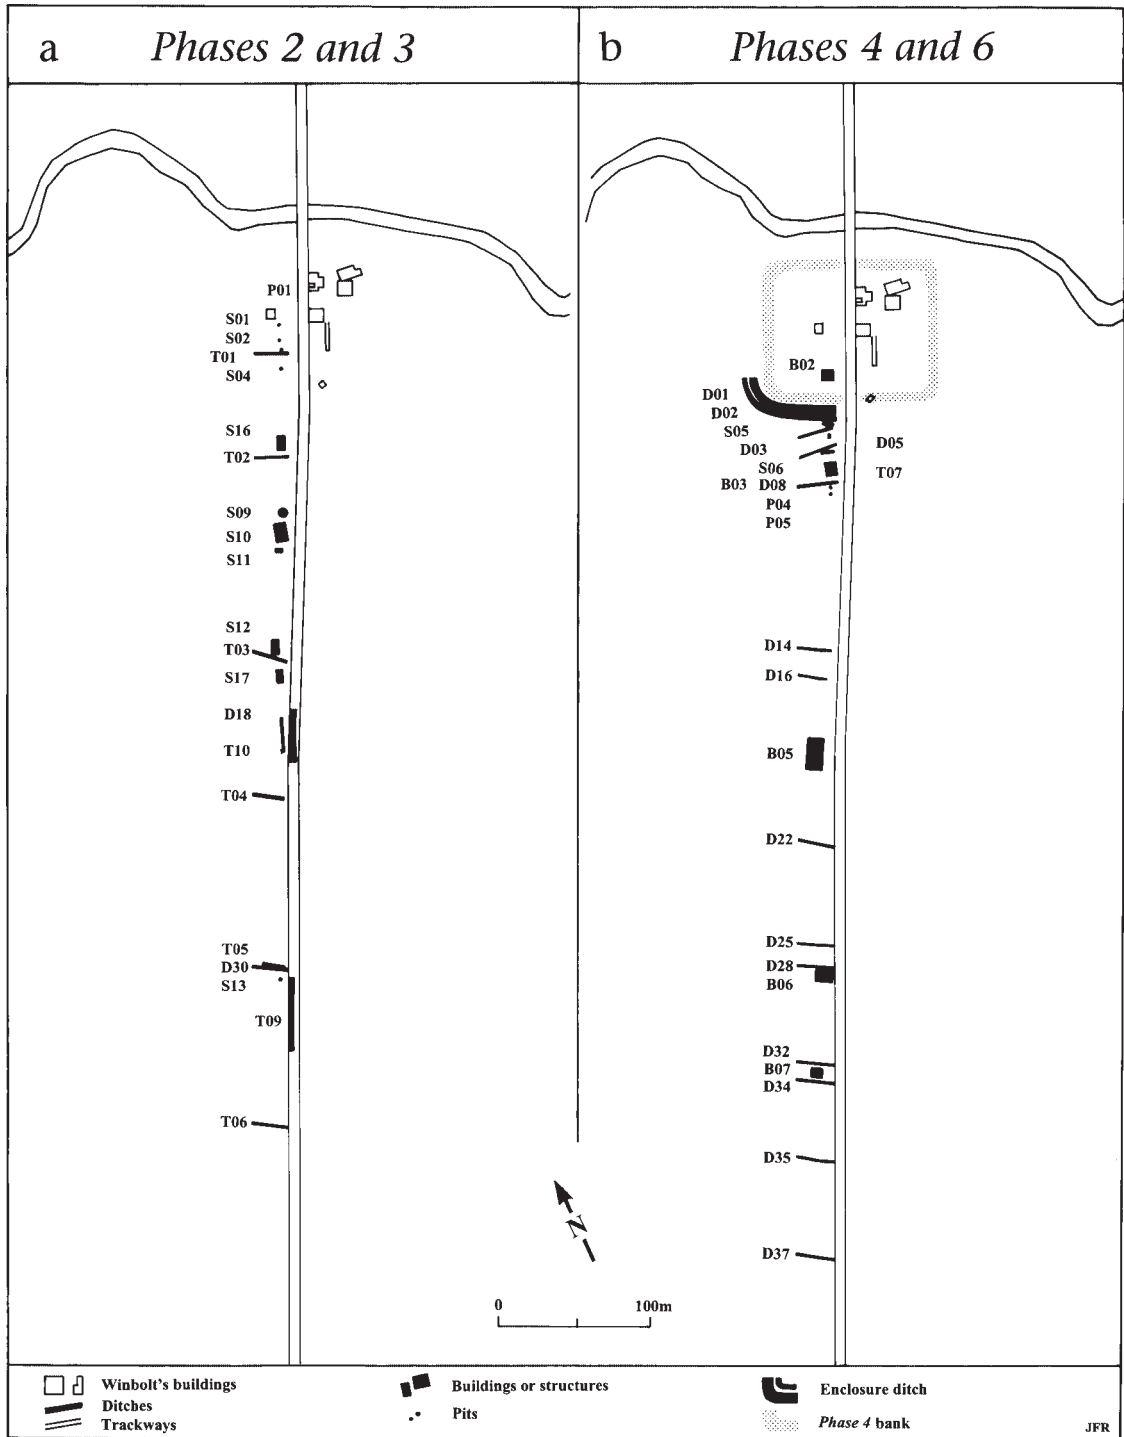 a Phases 2 and 3
b Phases 4 and 6
P01
S01
S02
T01
S04
S16
T02
S09
S10
S11
S12
T03
S17
D18
T10
T04
T05
D30
S13
T09
T06
B02
D01
D02
S05
D03
D05
S06
T07
B03 D08
P04
P05
D14
D16
B05
D22
D25
D28
B06
D32
B07
D34
D35
D37
N
0 100m
Winbolt's buildings
Ditches
Trackways
Buildings or structures
Pits
Enclosure ditch
Phase 4 bank
JFR